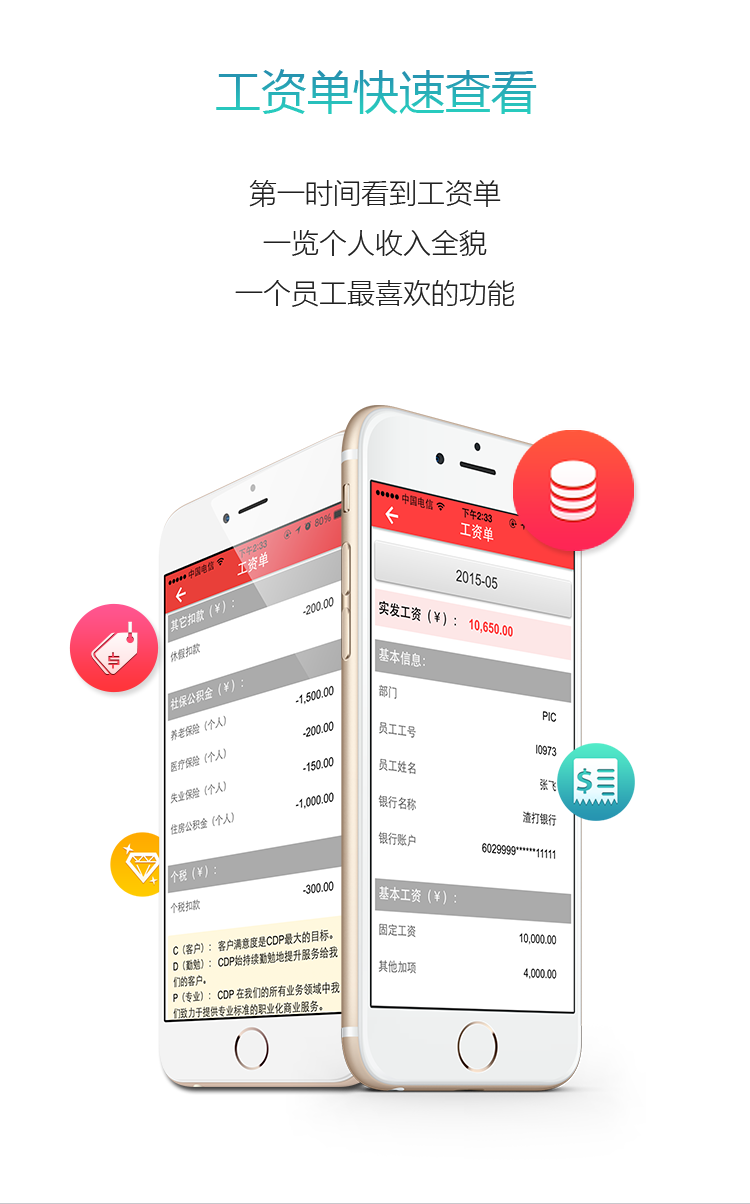 工资单快速查看
第一时间看到工资单
一览个人收入全貌
一个员工最喜欢的功能
中国电信 下午2:33 80%
工资单
其它扣款（¥）:
休假扣款 -200.00
社保公积金（¥）:
养老保险（个人） -1,500.00
医疗保险（个人） -200.00
失业保险（个人） -150.00
住房公积金（个人） -1,000.00
个税（¥）:
个税扣款 -300.00
C（客户）: 客户满意度是CDP最大的目标。
D（勤勉）: CDP始持续勤勉地提升服务给我
们的客户。
P（专业）: CDP 在我们的所有业务领域中我
们致力于提供专业标准的职业化商业服务。
中国电信 下午2:33
工资单
2015-05
实发工资（¥）: 10,650.00
基本信息:
部门 PIC
员工工号 I0973
员工姓名 张飞
银行名称 渣打银行
银行账户 6029999******11111
基本工资（¥）:
固定工资 10,000.00
其他加项 4,000.00